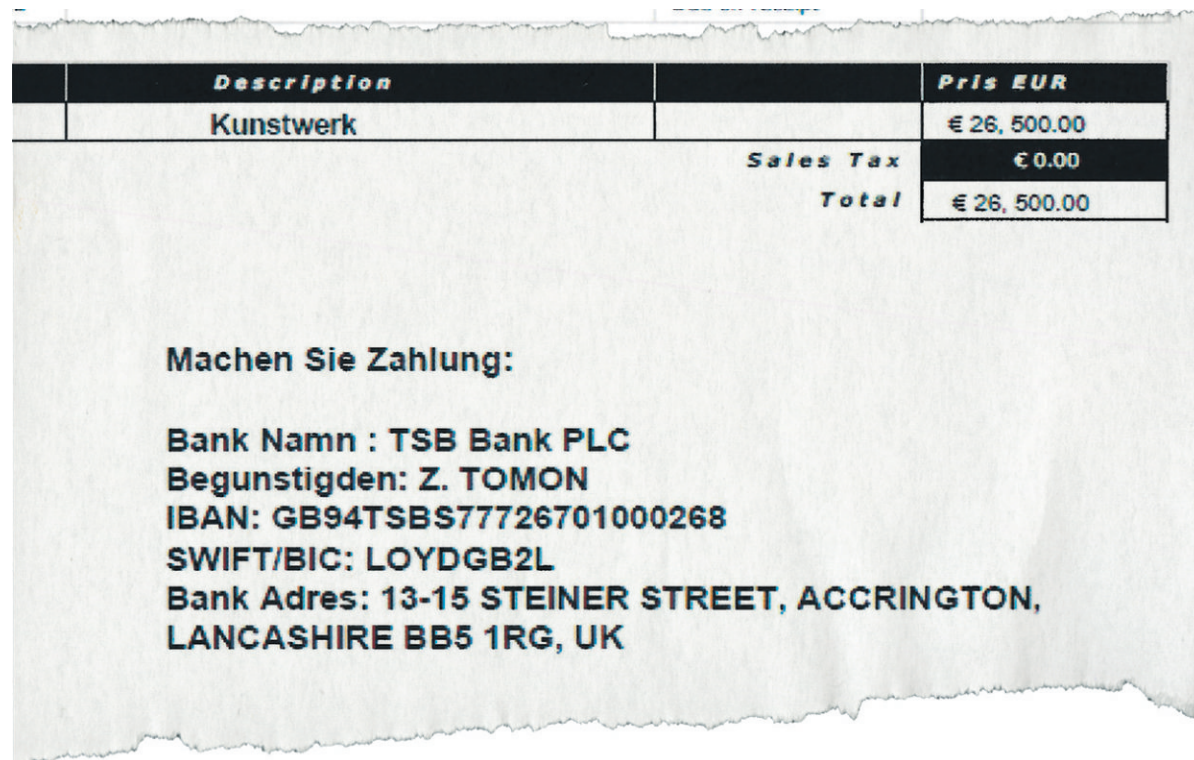 Description Pris EUR
Kunstwerk € 26, 500.00
Sales Tax € 0.00
Total € 26, 500.00
Machen Sie Zahlung:
Bank Namn : TSB Bank PLC
Begunstigden: Z. TOMON
IBAN: GB94TSBS77726701000268
SWIFT/BIC: LOYDGB2L
Bank Adres: 13-15 STEINER STREET, ACCRINGTON,
LANCASHIRE BB5 1RG, UK